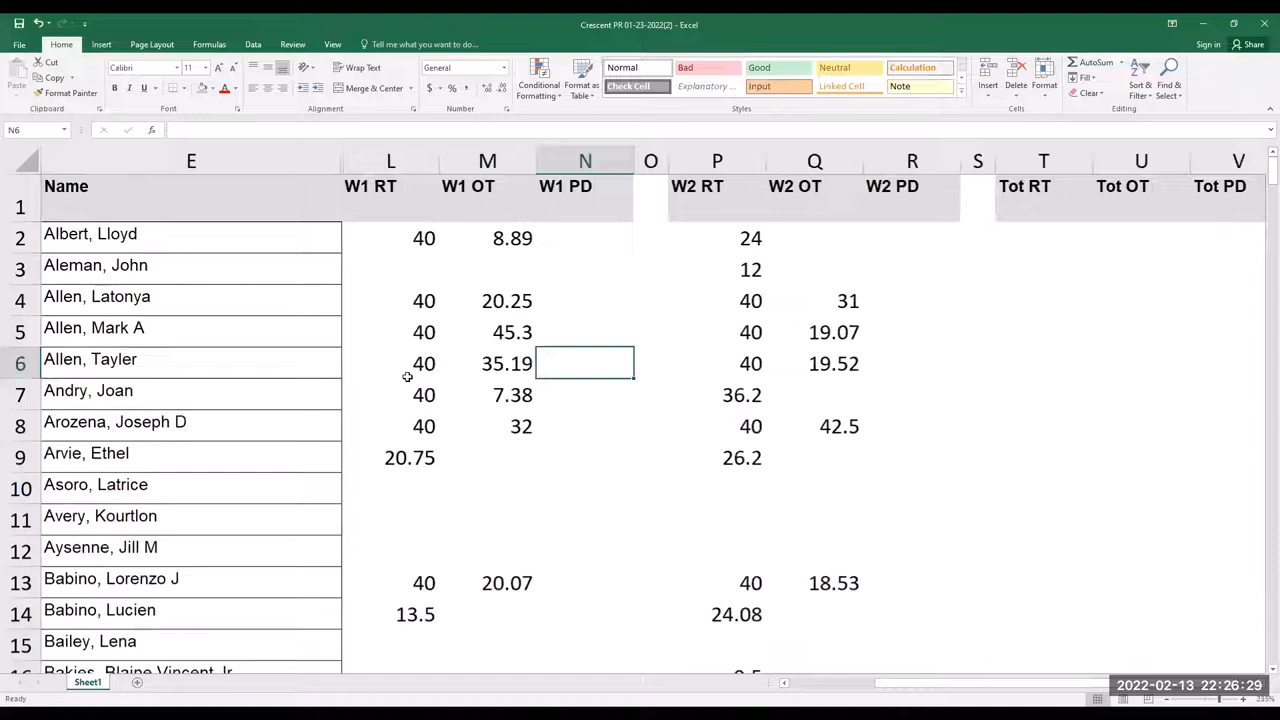 Crescent PR 01-23-2022(2) - Excel
File Home Insert Page Layout Formulas Data Review View Tell me what you want to do... Sign in Share
Cut
Copy
Format Painter
Paste
Clipboard
Calibri 11
B I U
Font
Wrap Text
Merge & Center
Alignment
General
$ % ,
Number
Conditional Formatting
Format as Table
Normal Bad Good Neutral Calculation
Check Cell Explanatory ... Input Linked Cell Note
Styles
Insert Delete Format
Cells
AutoSum
Fill
Clear
Sort & Filter
Find & Select
Editing
N6 fx
E L M N O P Q R S T U V
1 Name W1 RT W1 OT W1 PD W2 RT W2 OT W2 PD Tot RT Tot OT Tot PD
2 Albert, Lloyd 40 8.89 24
3 Aleman, John 12
4 Allen, Latonya 40 20.25 40 31
5 Allen, Mark A 40 45.3 40 19.07
6 Allen, Tayler 40 35.19 40 19.52
7 Andry, Joan 40 7.38 36.2
8 Arozena, Joseph D 40 32 40 42.5
9 Arvie, Ethel 20.75 26.2
10 Asoro, Latrice
11 Avery, Kourtlon
12 Aysenne, Jill M
13 Babino, Lorenzo J 40 20.07 40 18.53
14 Babino, Lucien 13.5 24.08
15 Bailey, Lena
Sheet1
Ready
2022-02-13 22:26:29
235%